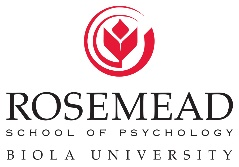 ROSEMEAD
SCHOOL OF PSYCHOLOGY
BIOLA UNIVERSITY